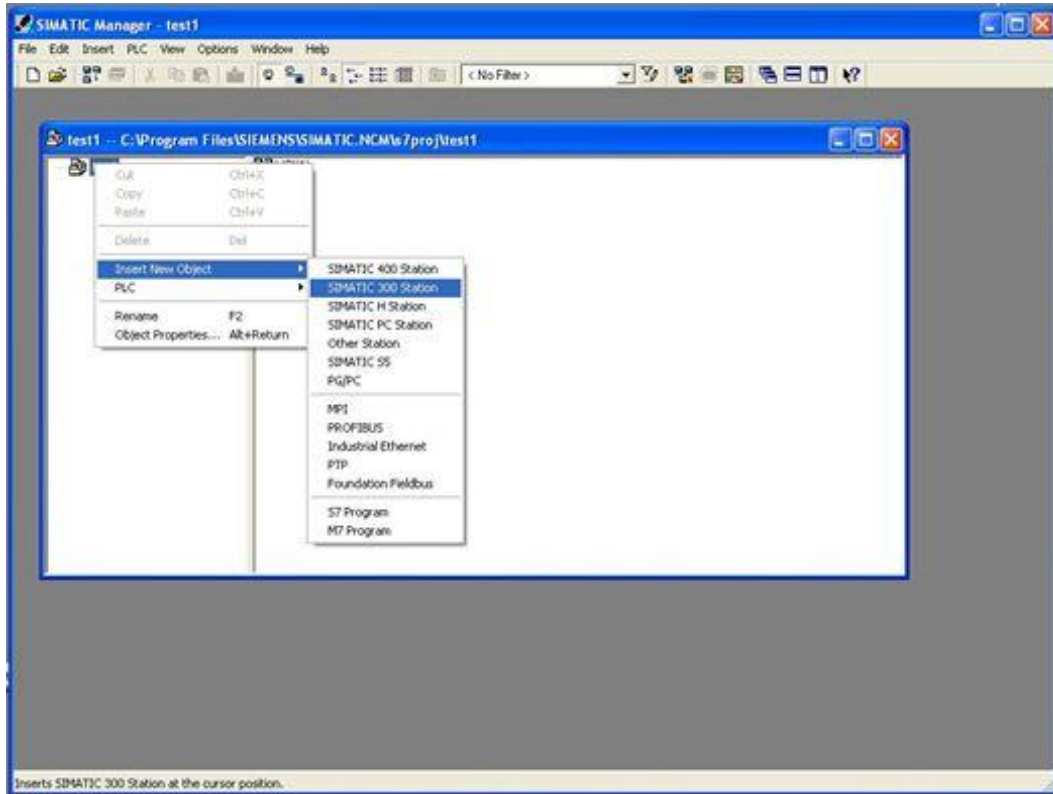 SIMATIC Manager - test1
File Edit Insert PLC View Options Window Help
< No Filter >
test1 -- C:\Program Files\SIEMENS\SIMATIC.NCM\s7proj\test1
Cut Ctrl+X
Copy Ctrl+C
Paste Ctrl+V
Delete Del
Insert New Object
PLC
Rename F2
Object Properties... Alt+Return
SIMATIC 400 Station
SIMATIC 300 Station
SIMATIC H Station
SIMATIC PC Station
Other Station
SIMATIC S5
PG/PC
MPI
PROFIBUS
Industrial Ethernet
PTP
Foundation Fieldbus
S7 Program
M7 Program
Inserts SIMATIC 300 Station at the cursor position.